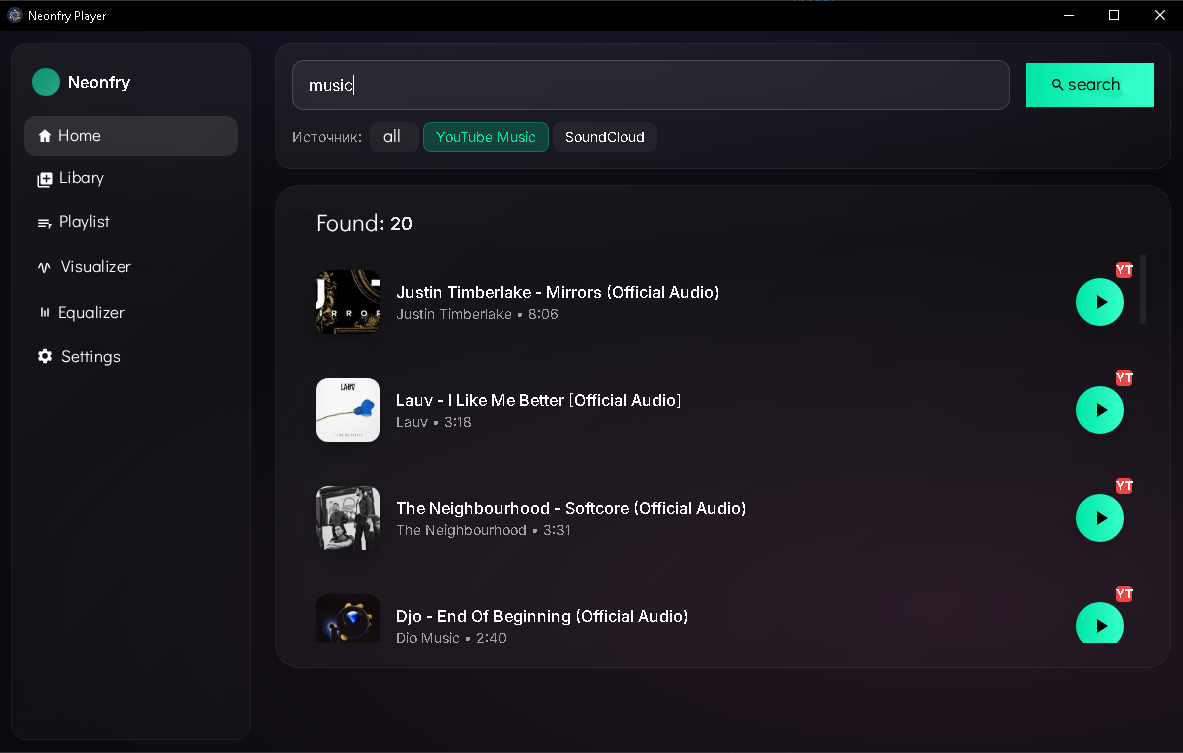 Neonfry Player
Neonfry
Home
Libary
Playlist
Visualizer
Equalizer
Settings
music
search
Источник:
all
YouTube Music
SoundCloud
Found: 20
YT
Justin Timberlake - Mirrors (Official Audio)
Justin Timberlake • 8:06
LAUV
YT
Lauv - I Like Me Better [Official Audio]
Lauv • 3:18
YT
The Neighbourhood - Softcore (Official Audio)
The Neighbourhood • 3:31
YT
Djo - End Of Beginning (Official Audio)
Djo Music • 2:40